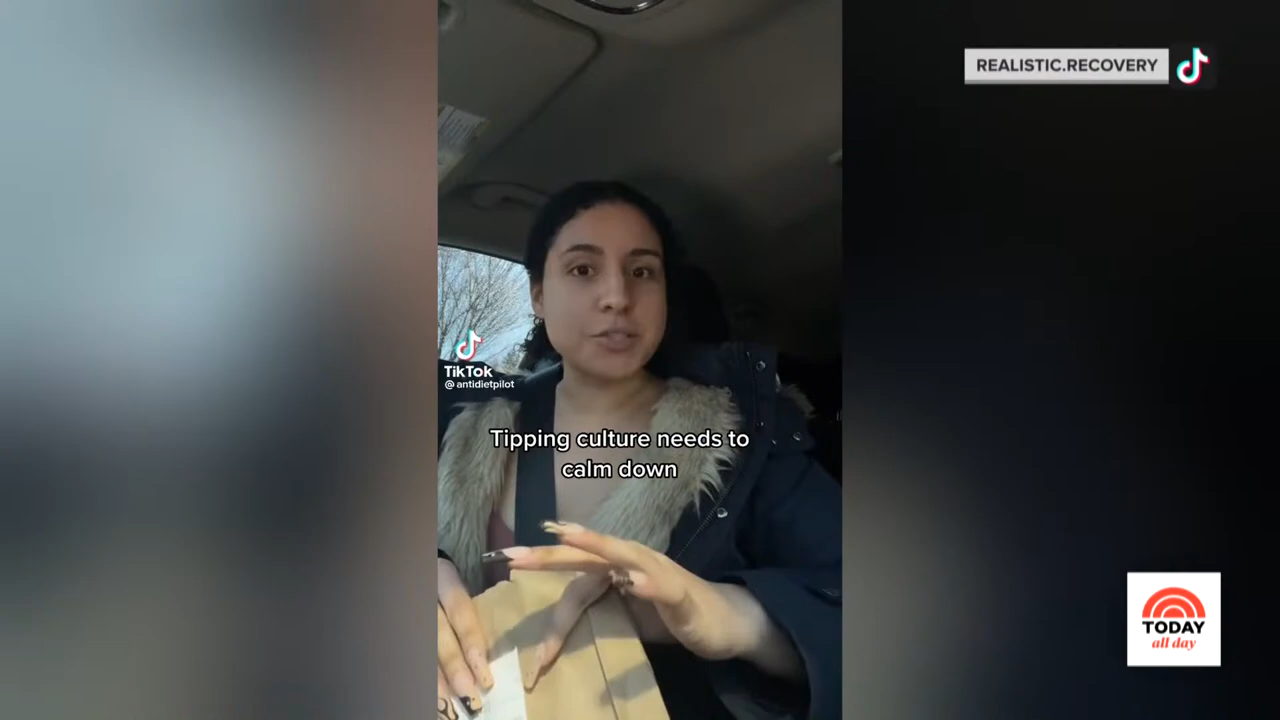 REALISTIC.RECOVERY
TikTok
@antidietpilot
Tipping culture needs to
calm down
TODAY
all day